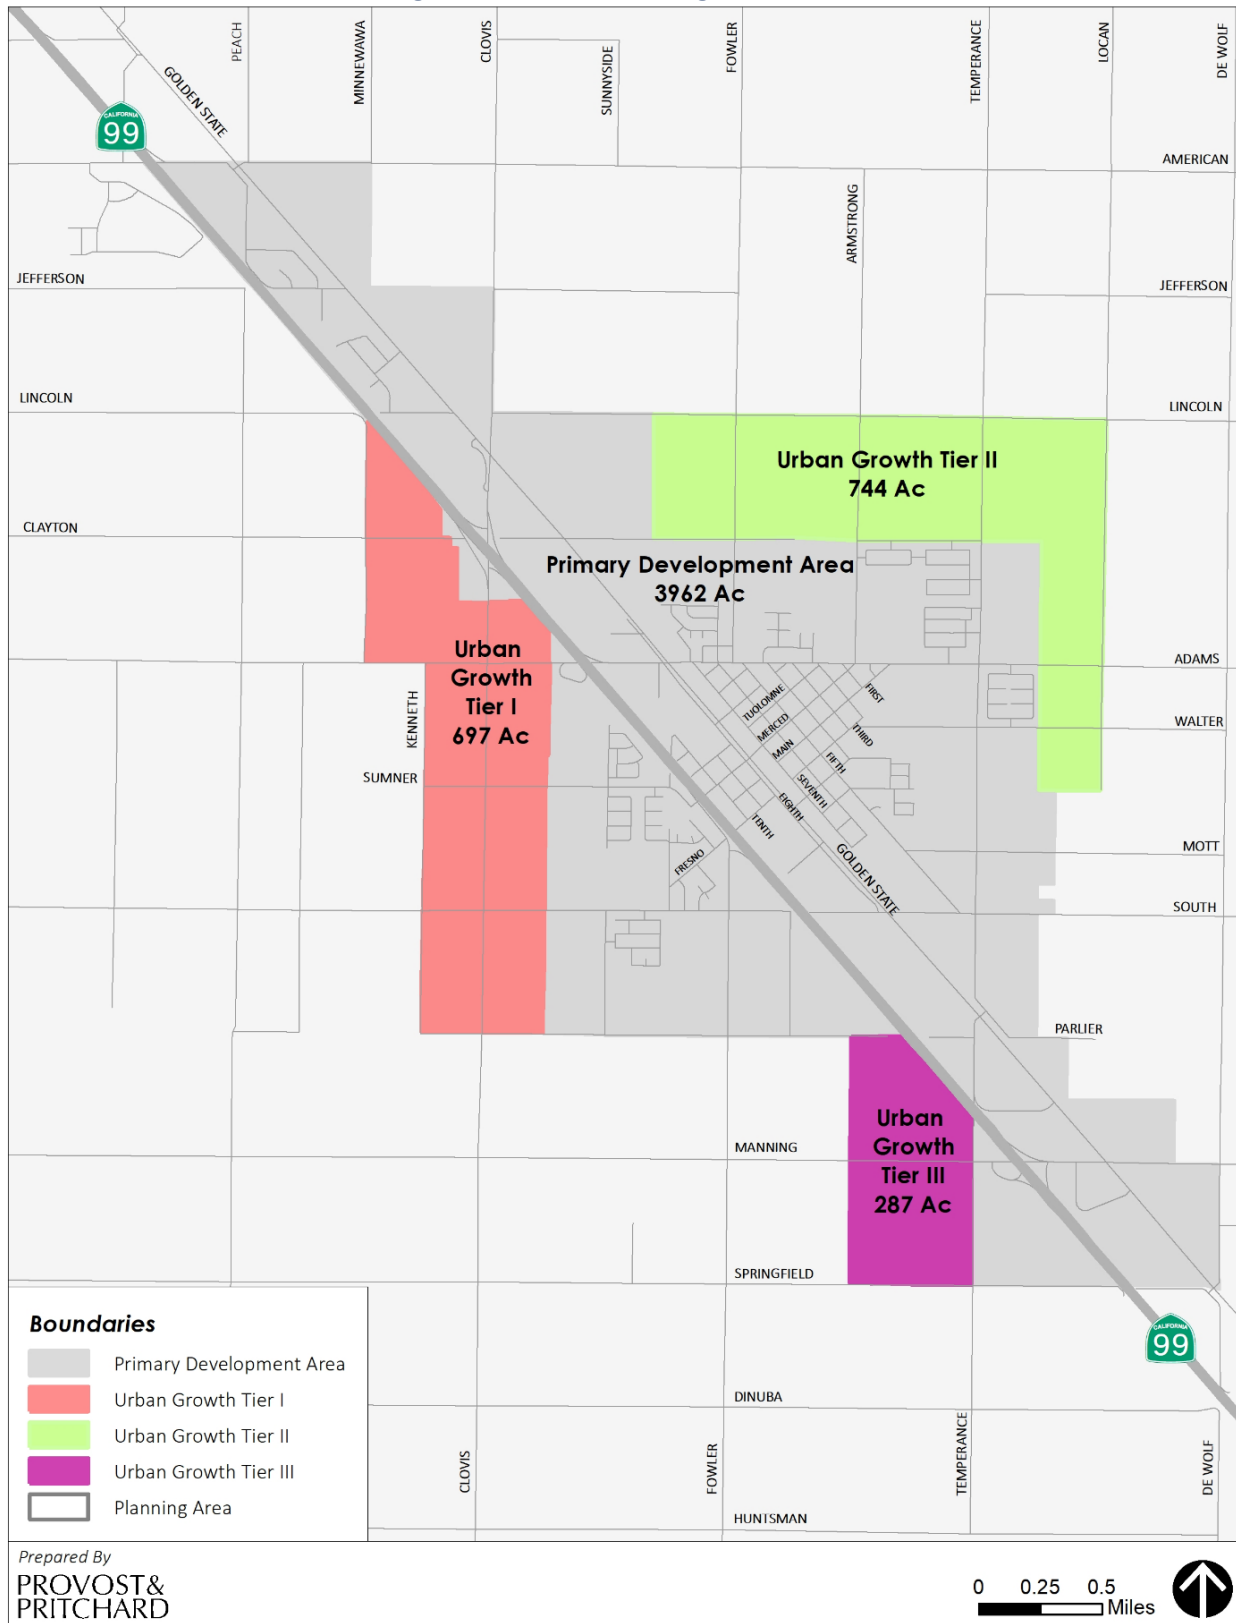 PEACH
MINNEWAWA
CLOVIS
SUNNYSIDE
FOWLER
TEMPERANCE
LOCAN
DE WOLF
GOLDEN STATE
CALIFORNIA
99
AMERICAN
ARMSTRONG
JEFFERSON
JEFFERSON
LINCOLN
LINCOLN
Urban Growth Tier II
744 Ac
CLAYTON
Primary Development Area
3962 Ac
Urban
Growth
Tier I
697 Ac
ADAMS
KENNETH
TUOLOMNE
MERCED
MAIN
FIRST
THIRD
FIFTH
SEVENTH
EIGHTH
TENTH
WALTER
SUMNER
FRESNO
GOLDEN STATE
MOTT
SOUTH
PARLIER
Urban
Growth
Tier III
287 Ac
MANNING
SPRINGFIELD
CALIFORNIA
99
Boundaries
Primary Development Area
Urban Growth Tier I
Urban Growth Tier II
Urban Growth Tier III
Planning Area
DINUBA
CLOVIS
FOWLER
TEMPERANCE
DE WOLF
HUNTSMAN
Prepared By
PROVOST&
PRITCHARD
0 0.25 0.5
Miles